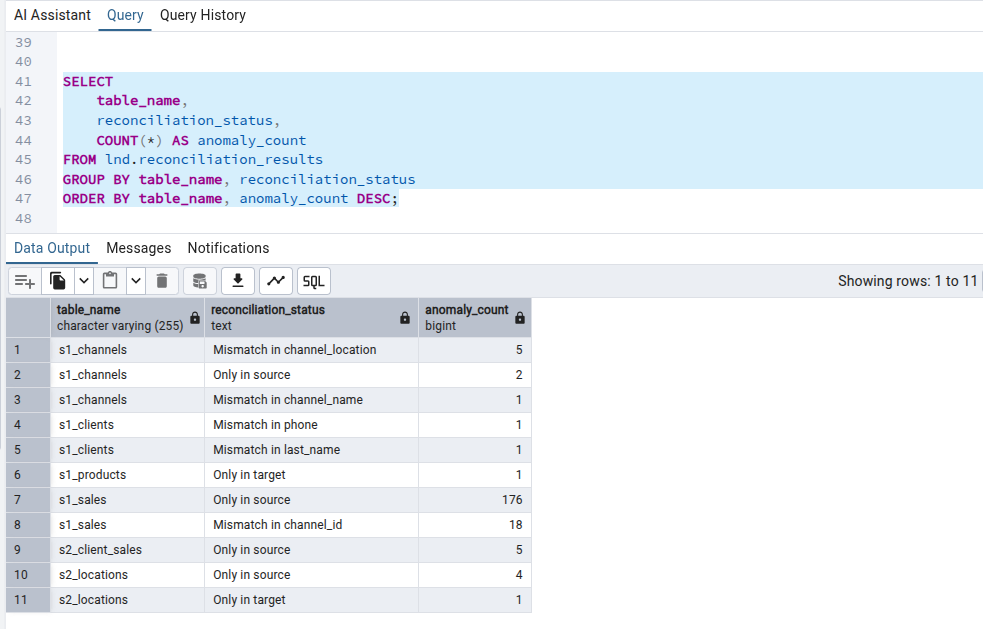 AI Assistant Query Query History
39
40
41 SELECT
42 table_name,
43 reconciliation_status,
44 COUNT(*) AS anomaly_count
45 FROM lnd.reconciliation_results
46 GROUP BY table_name, reconciliation_status
47 ORDER BY table_name, anomaly_count DESC;
48
Data Output Messages Notifications
SQL Showing rows: 1 to 11
table_name reconciliation_status anomaly_count
character varying (255) text bigint
1 s1_channels Mismatch in channel_location 5
2 s1_channels Only in source 2
3 s1_channels Mismatch in channel_name 1
4 s1_clients Mismatch in phone 1
5 s1_clients Mismatch in last_name 1
6 s1_products Only in target 1
7 s1_sales Only in source 176
8 s1_sales Mismatch in channel_id 18
9 s2_client_sales Only in source 5
10 s2_locations Only in source 4
11 s2_locations Only in target 1